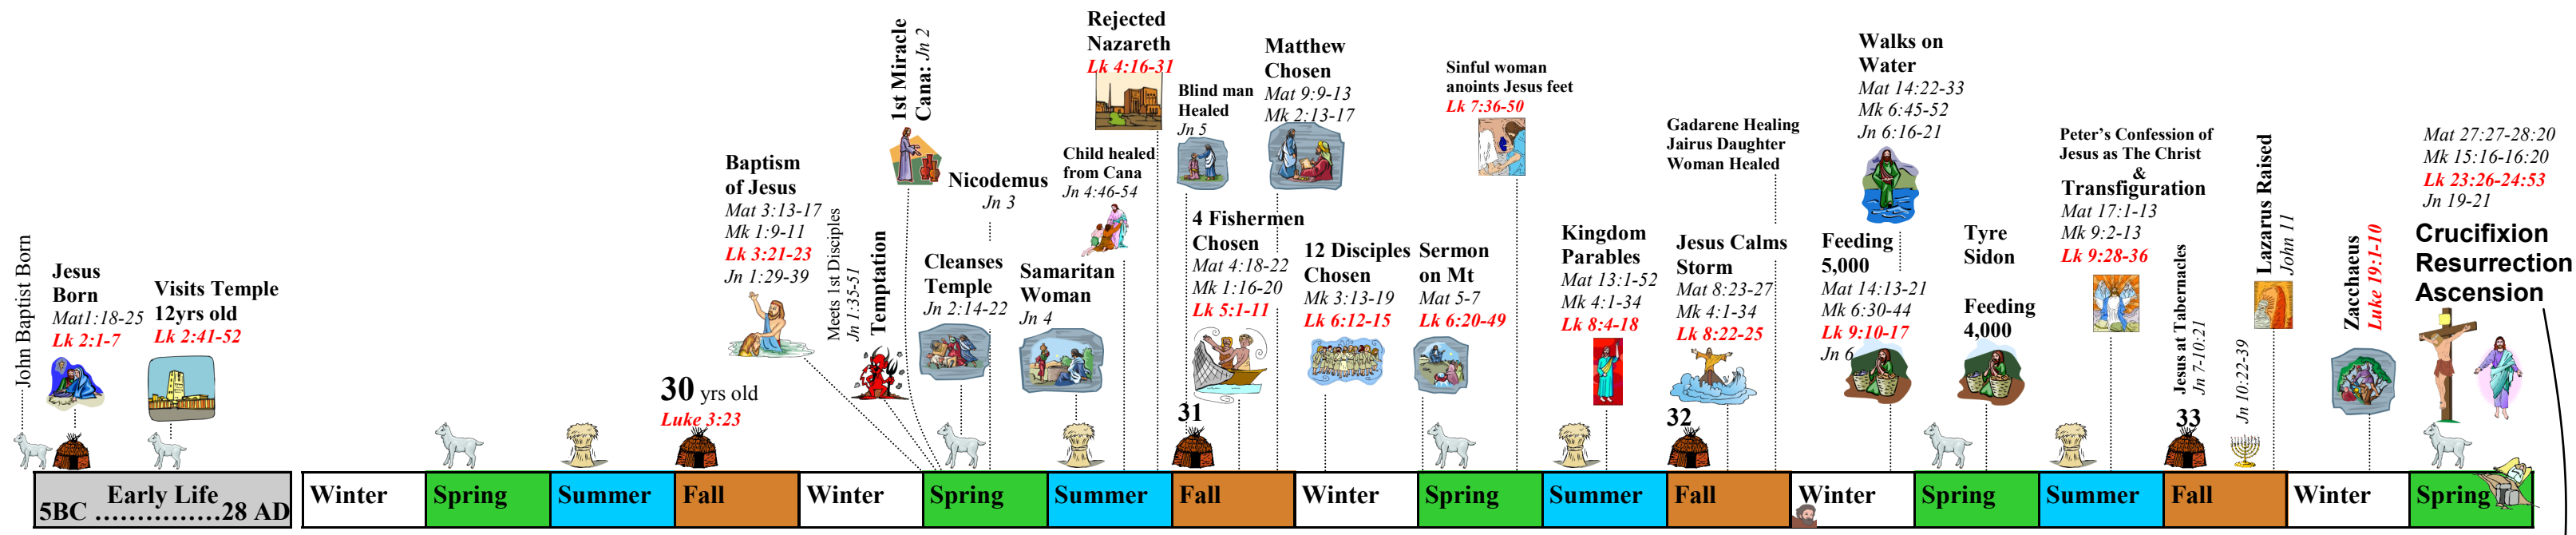 John Baptist Born
Jesus
Born
Mat1:18-25
Lk 2:1-7
Visits Temple
12yrs old
Lk 2:41-52
30 yrs old
Luke 3:23
Baptism
of Jesus
Mat 3:13-17
Mk 1:9-11
Lk 3:21-23
Jn 1:29-39
Meets 1st Disciples
Jn 1:35-51
Temptation
1st Miracle
Cana: Jn 2
Nicodemus
Jn 3
Cleanses
Temple
Jn 2:14-22
Samaritan
Woman
Jn 4
Rejected
Nazareth
Lk 4:16-31
Child healed
from Cana
Jn 4:46-54
Blind man
Healed
Jn 5
31
4 Fishermen
Chosen
Mat 4:18-22
Mk 1:16-20
Lk 5:1-11
Matthew
Chosen
Mat 9:9-13
Mk 2:13-17
12 Disciples
Chosen
Mk 3:13-19
Lk 6:12-15
Sermon
on Mt
Mat 5-7
Lk 6:20-49
Sinful woman
anoints Jesus feet
Lk 7:36-50
Kingdom
Parables
Mat 13:1-52
Mk 4:1-34
Lk 8:4-18
Gadarene Healing
Jairus Daughter
Woman Healed
Jesus Calms
Storm
Mat 8:23-27
Mk 4:1-34
Lk 8:22-25
32
Walks on
Water
Mat 14:22-33
Mk 6:45-52
Jn 6:16-21
Feeding
5,000
Mat 14:13-21
Mk 6:30-44
Lk 9:10-17
Jn 6
Tyre
Sidon
Feeding
4,000
Peter's Confession of
Jesus as The Christ
&
Transfiguration
Mat 17:1-13
Mk 9:2-13
Lk 9:28-36
Jesus at Tabernacles
Jn 7-10:21
33
Jn 10:22-39
Lazarus Raised
John 11
Zacchaeus
Luke 19:1-10
Mat 27:27-28:20
Mk 15:16-16:20
Lk 23:26-24:53
Jn 19-21
Crucifixion
Resurrection
Ascension
Early Life
5BC ……………28 AD
Winter
Spring
Summer
Fall
Winter
Spring
Summer
Fall
Winter
Spring
Summer
Fall
Winter
Spring
Summer
Fall
Winter
Spring